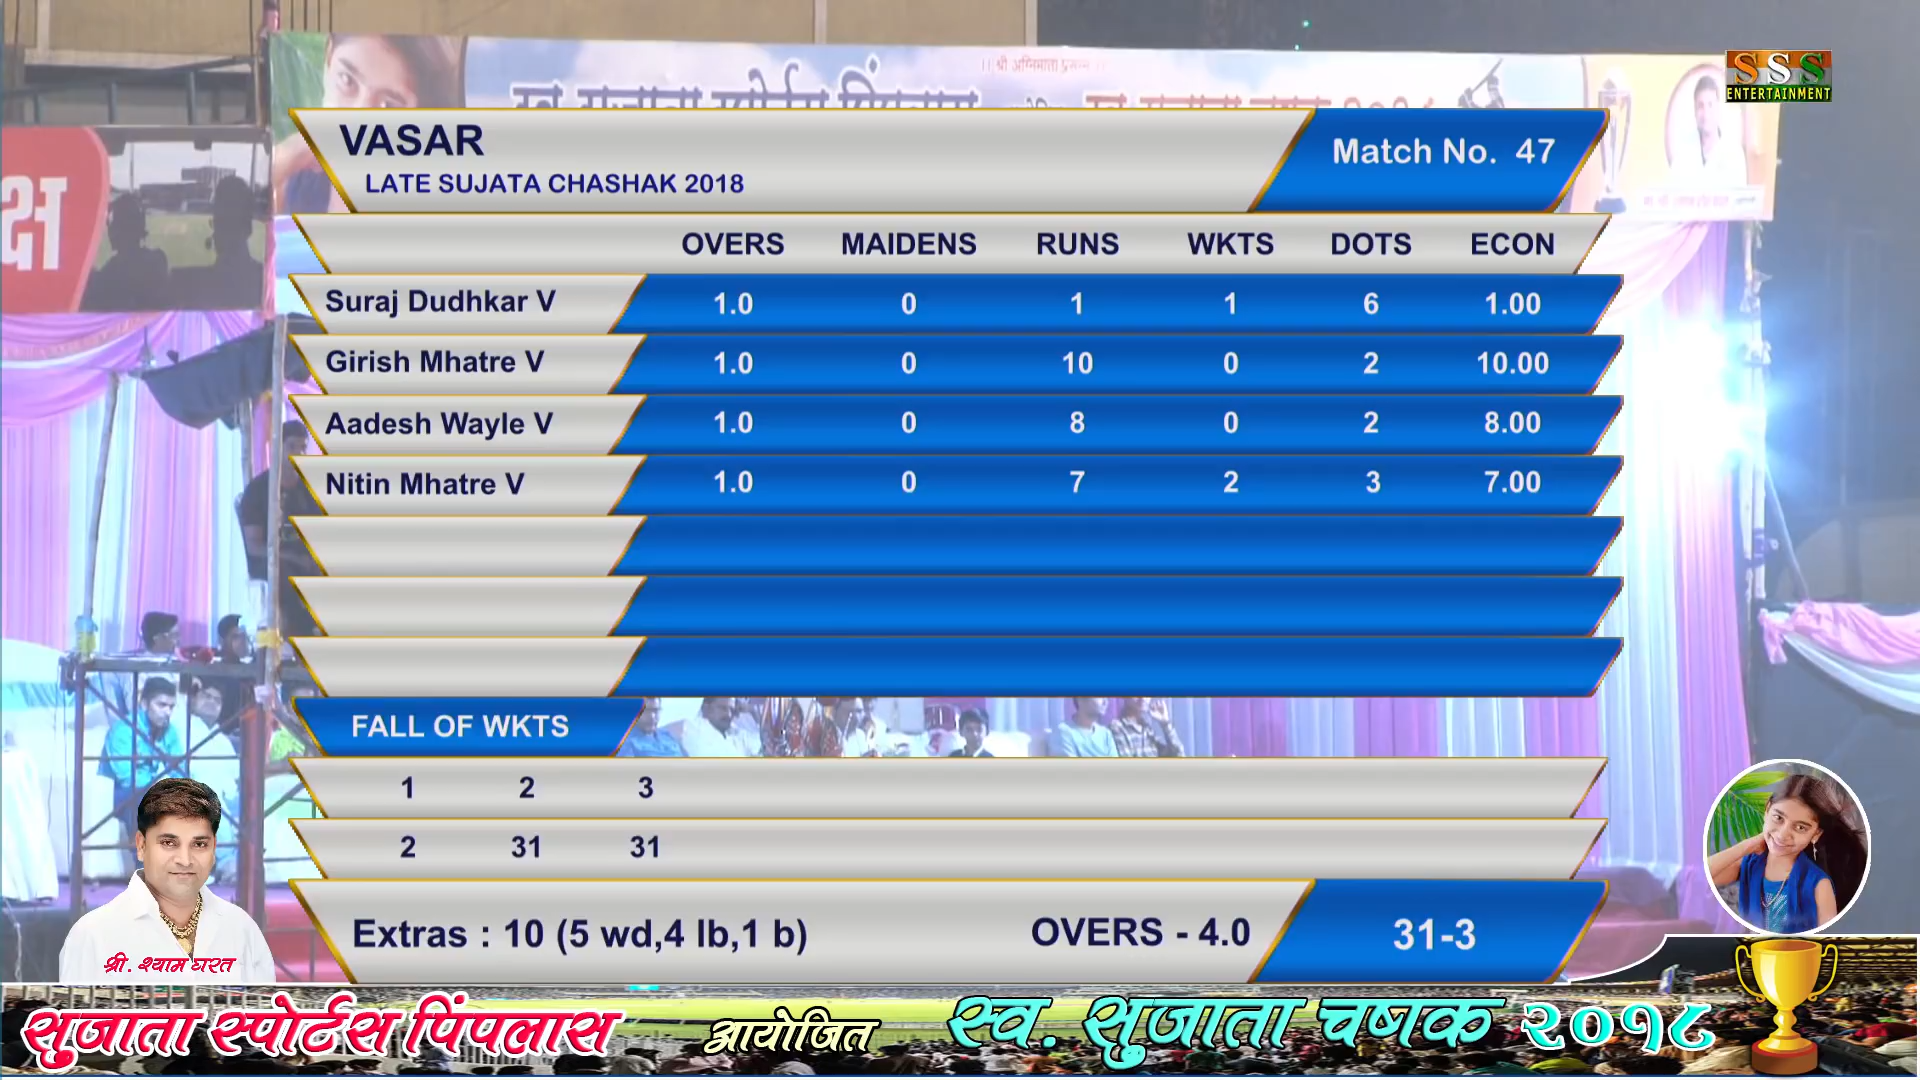 || श्री अग्निमाता प्रसन्न ||
SSS
ENTERTAINMENT
VASAR
LATE SUJATA CHASHAK 2018
Match No. 47
OVERS MAIDENS RUNS WKTS DOTS ECON
Suraj Dudhkar V 1.0 0 1 1 6 1.00
Girish Mhatre V 1.0 0 10 0 2 10.00
Aadesh Wayle V 1.0 0 8 0 2 8.00
Nitin Mhatre V 1.0 0 7 2 3 7.00
FALL OF WKTS
1 2 3
2 31 31
Extras : 10 (5 wd,4 lb,1 b) OVERS - 4.0 31-3
श्री. श्याम घरत
सुजाता स्पोर्टस पिंपलास आयोजित स्व. सुजाता चषक २०१८